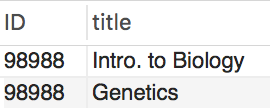 ID title
98988 Intro. to Biology
98988 Genetics